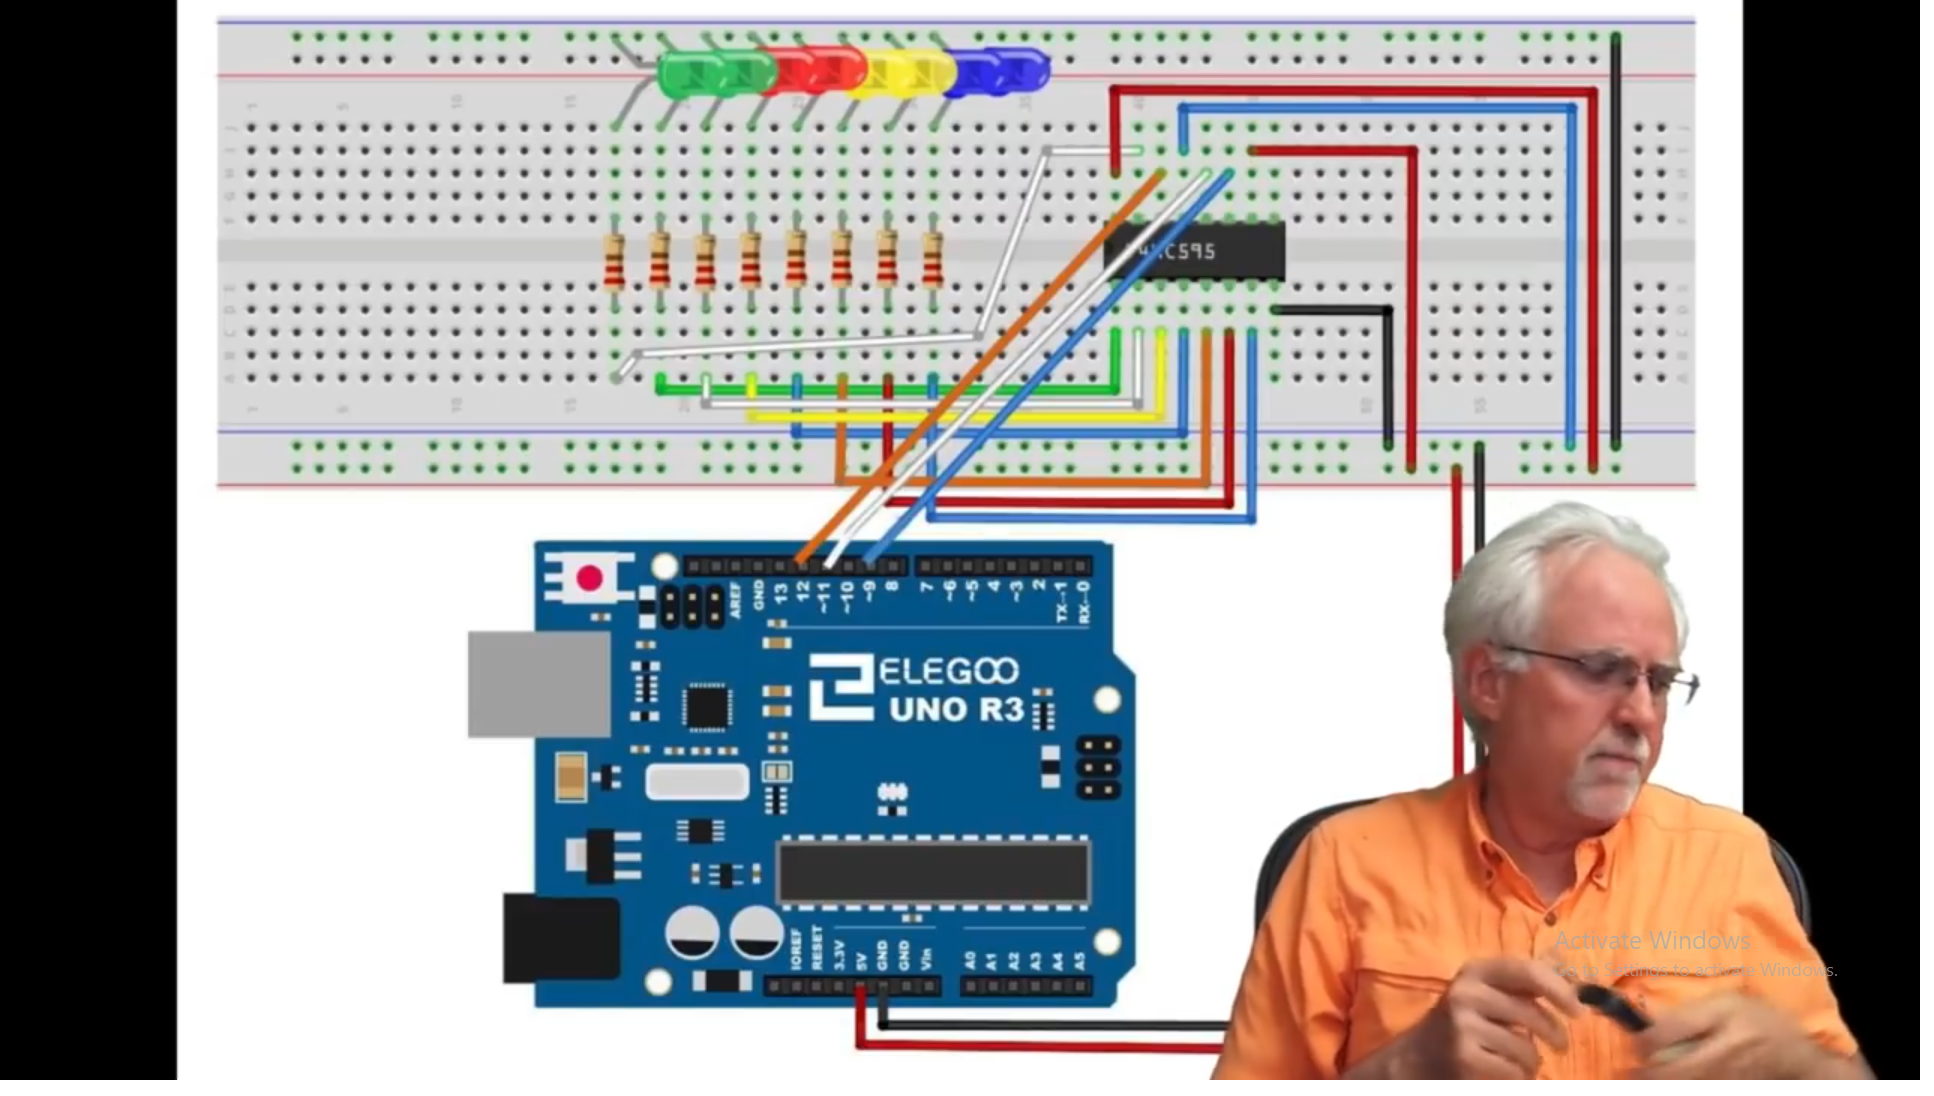 74HC595
AREF
GND
13
12
~11
~10
~9
8
7
~6
~5
4
~3
2
TX→1
RX←0
ELEGOO
UNO R3
IOREF
RESET
3.3V
5V
GND
GND
Vin
A0
A1
A2
A3
A4
A5
Activate Windows
Go to Settings to activate Windows.